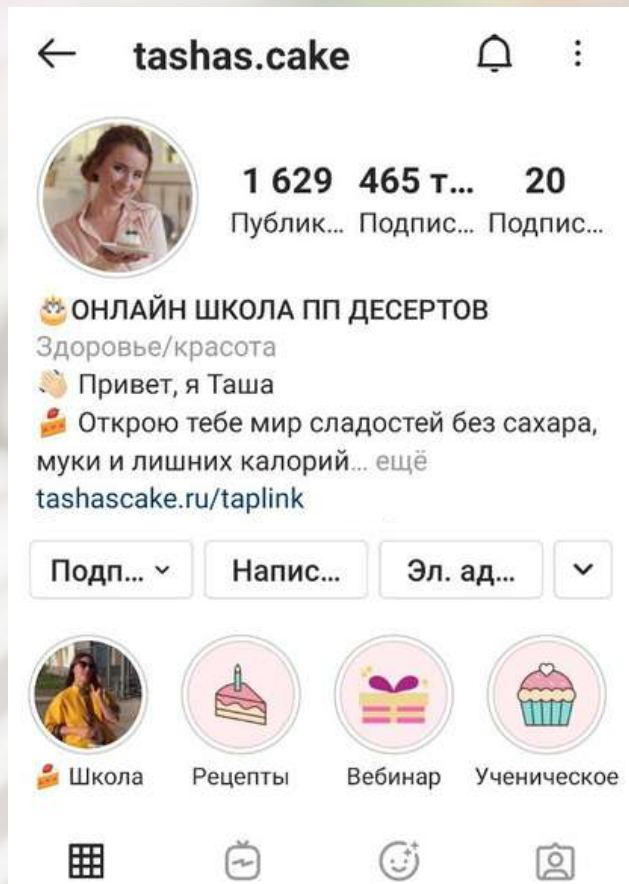 tashas.cake
1 629 465 т... 20
Публик... Подпис... Подпис...
ОНЛАЙН ШКОЛА ПП ДЕСЕРТОВ
Здоровье/красота
Привет, я Таша
Открою тебе мир сладостей без сахара,
муки и лишних калорий... ещё
tashascake.ru/taplink
Подп... Напис... Эл. ад...
Школа Рецепты Вебинар Ученическое